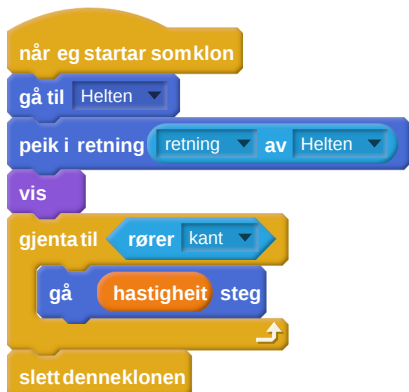 når eg startar som klon
gå til Helten
peik i retning retning av Helten
vis
gjenta til rører kant
gå hastigheit steg
slett denne klonen